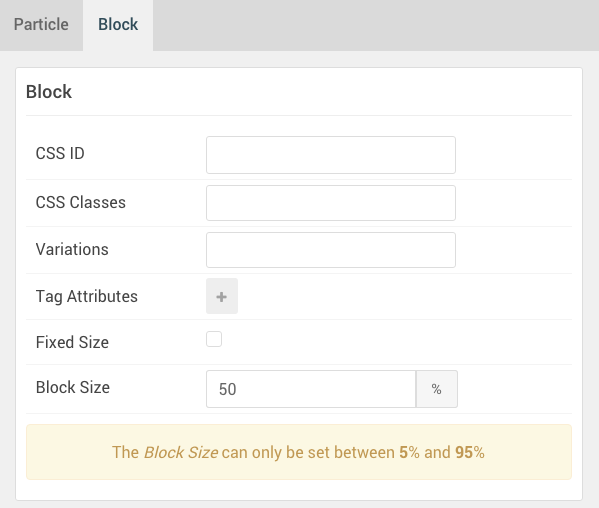 Particle Block
Block
CSS ID
CSS Classes
Variations
Tag Attributes +
Fixed Size
Block Size 50 %
The Block Size can only be set between 5% and 95%